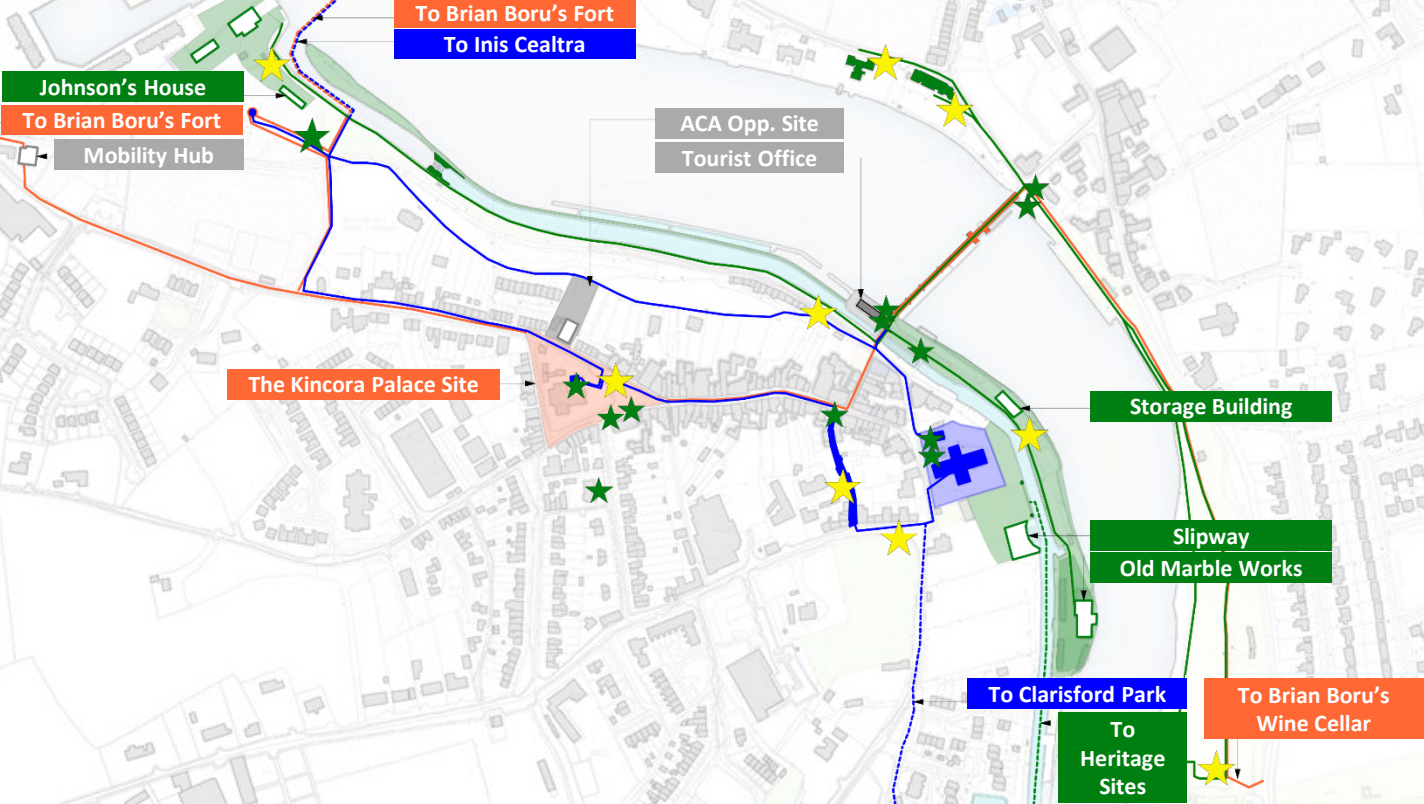 To Brian Boru's Fort
To Inis Cealtra
Johnson's House
To Brian Boru's Fort
Mobility Hub
ACA Opp. Site
Tourist Office
The Kincora Palace Site
Storage Building
Slipway
Old Marble Works
To Clarisford Park
To
Heritage
Sites
To Brian Boru's
Wine Cellar